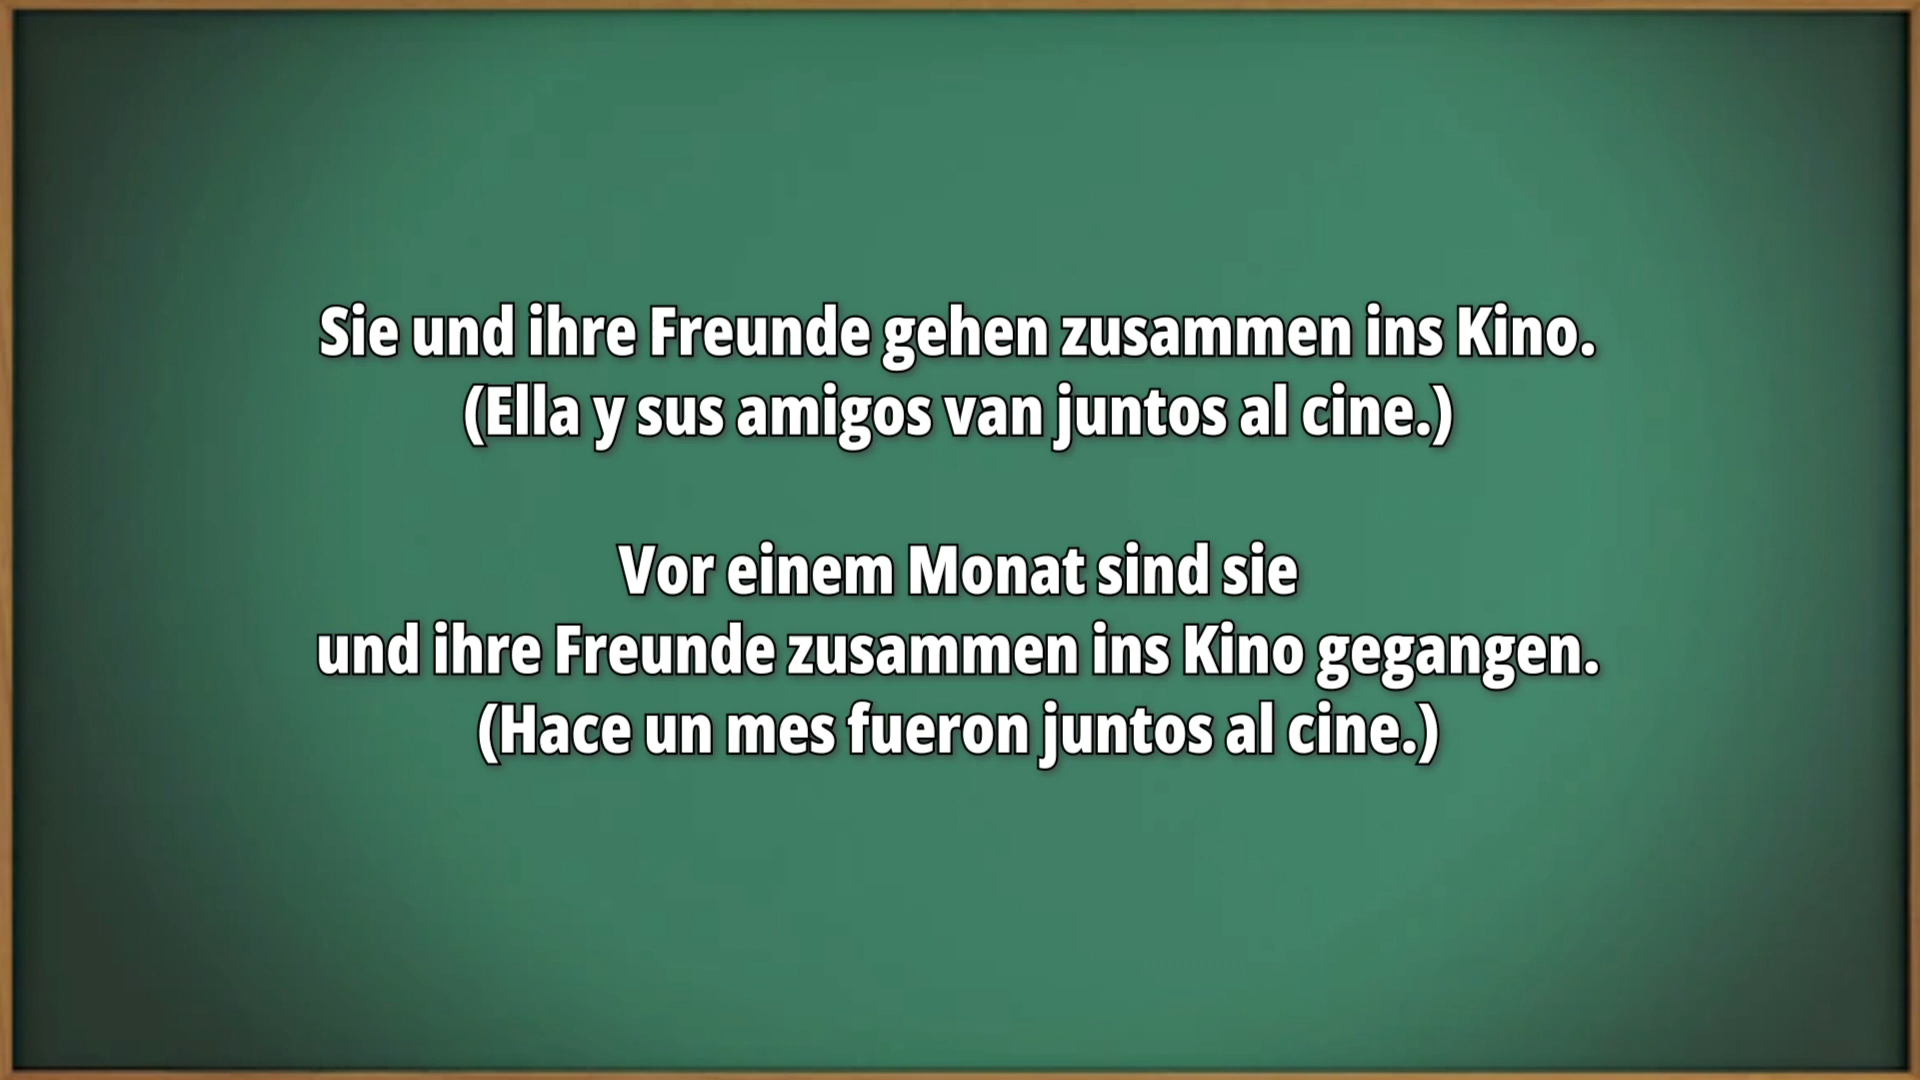 Sie und ihre Freunde gehen zusammen ins Kino.
(Ella y sus amigos van juntos al cine.)
Vor einem Monat sind sie
und ihre Freunde zusammen ins Kino gegangen.
(Hace un mes fueron juntos al cine.)